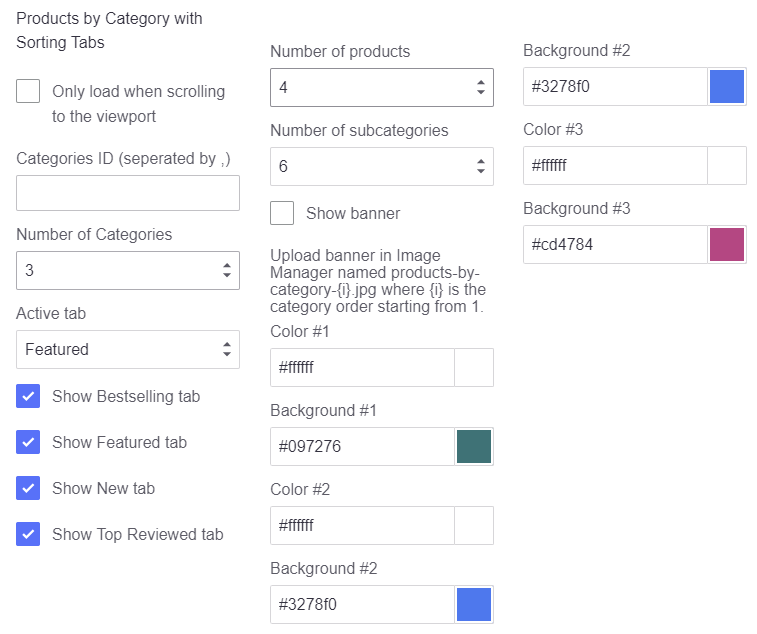 Products by Category with
Sorting Tabs
Only load when scrolling
to the viewport
Categories ID (seperated by ,)
Number of Categories
3
Active tab
Featured
Show Bestselling tab
Show Featured tab
Show New tab
Show Top Reviewed tab
Number of products
4
Number of subcategories
6
Show banner
Upload banner in Image
Manager named products-by-
category-{i}.jpg where {i} is the
category order starting from 1.
Color #1
#ffffff
Background #1
#097276
Color #2
#ffffff
Background #2
#3278f0
Background #2
#3278f0
Color #3
#ffffff
Background #3
#cd4784